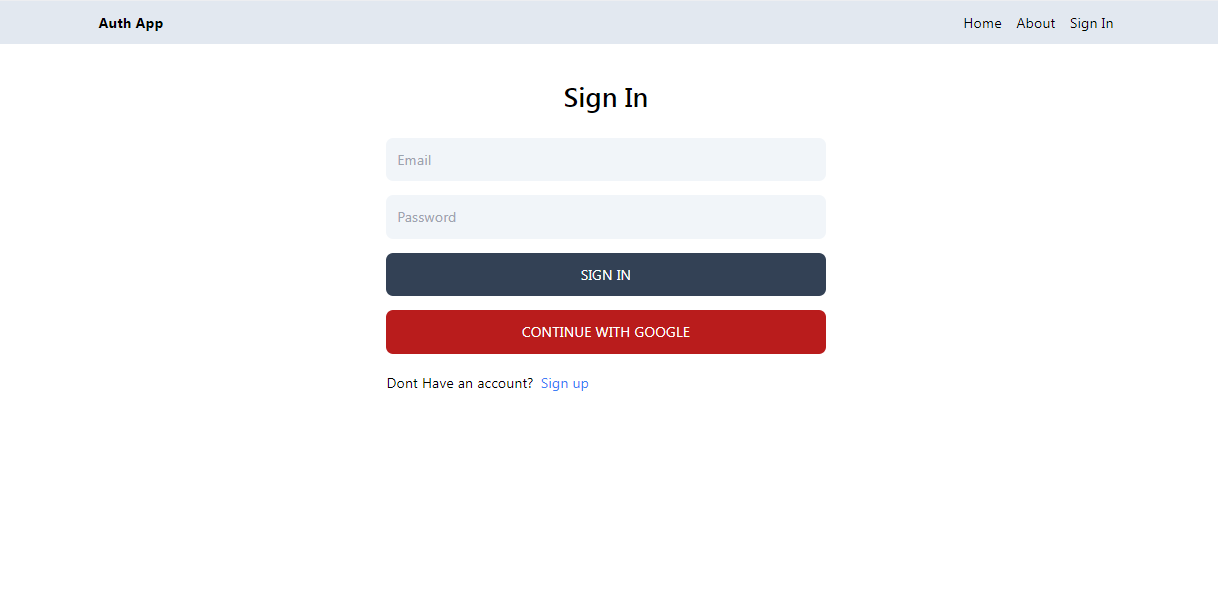 Auth App Home About Sign In
Sign In
Email
Password
SIGN IN
CONTINUE WITH GOOGLE
Dont Have an account? Sign up